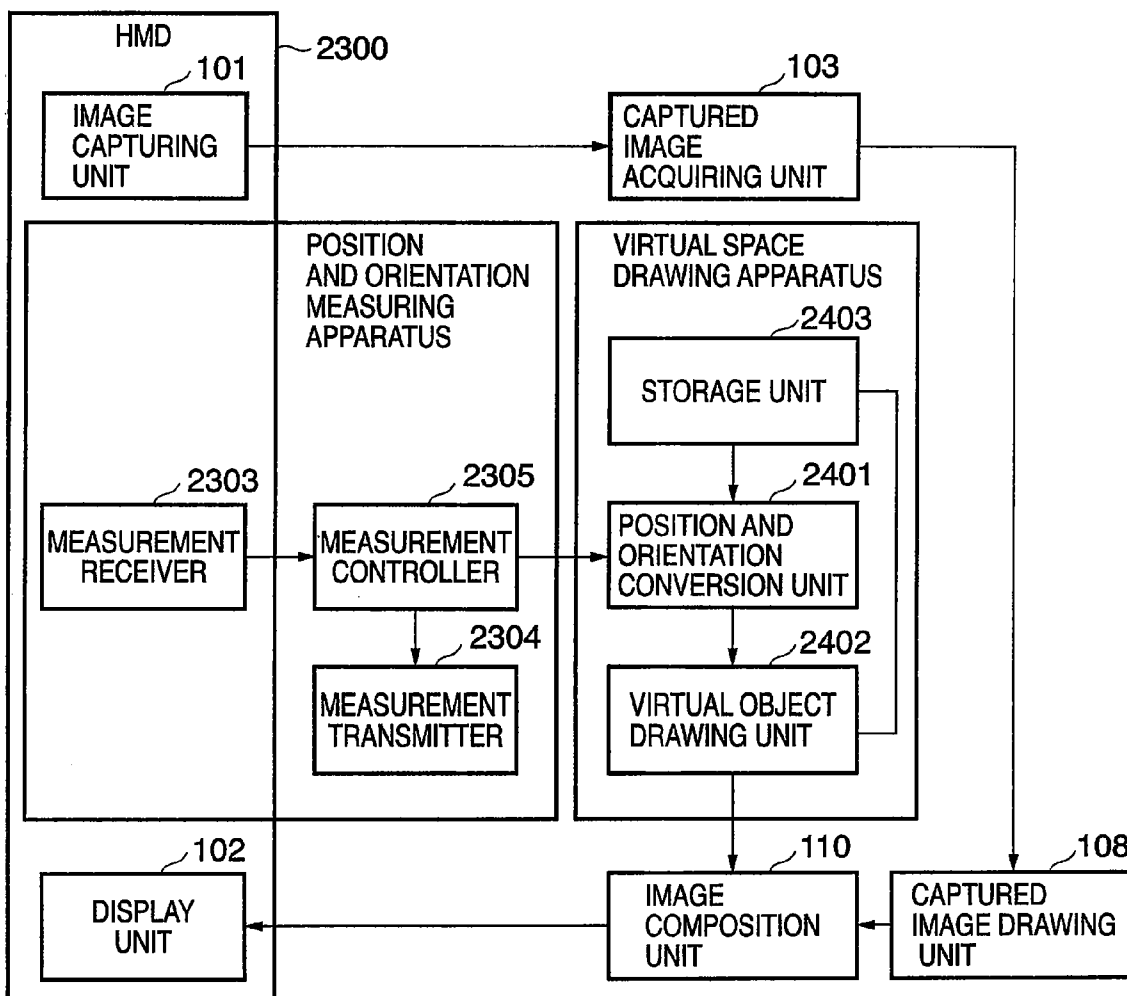 HMD
2300
101
IMAGE
CAPTURING
UNIT
103
CAPTURED
IMAGE
ACQUIRING UNIT
POSITION
AND ORIENTATION
MEASURING
APPARATUS
VIRTUAL SPACE
DRAWING APPARATUS
2403
STORAGE UNIT
2303
MEASUREMENT
RECEIVER
2305
MEASUREMENT
CONTROLLER
2401
POSITION AND
ORIENTATION
CONVERSION UNIT
2304
MEASUREMENT
TRANSMITTER
2402
VIRTUAL OBJECT
DRAWING UNIT
102
DISPLAY
UNIT
110
IMAGE
COMPOSITION
UNIT
108
CAPTURED
IMAGE DRAWING
UNIT